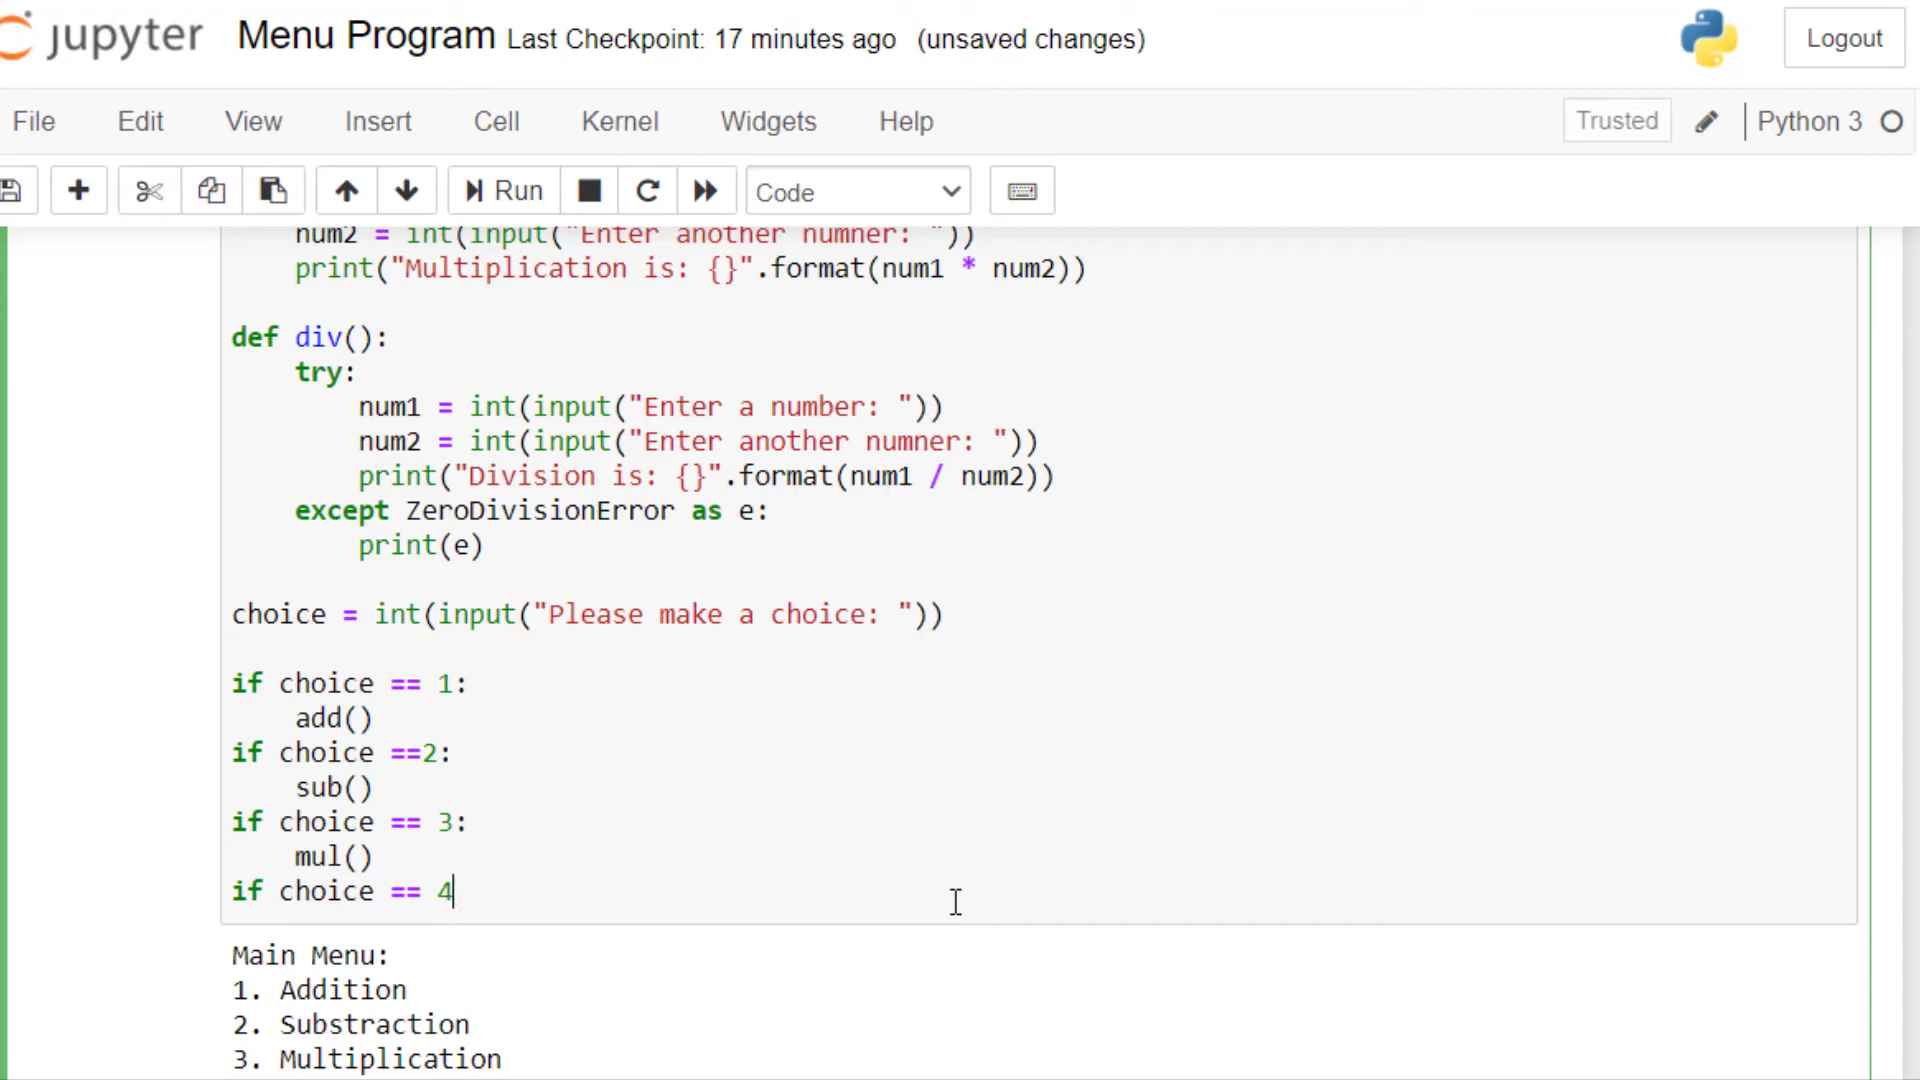 jupyter Menu Program Last Checkpoint: 17 minutes ago (unsaved changes) Logout
File Edit View Insert Cell Kernel Widgets Help Trusted Python 3
Run Code
num2 = int(input("Enter another numner: "))
print("Multiplication is: {}".format(num1 * num2))
def div():
try:
num1 = int(input("Enter a number: "))
num2 = int(input("Enter another numner: "))
print("Division is: {}".format(num1 / num2))
except ZeroDivisionError as e:
print(e)
choice = int(input("Please make a choice: "))
if choice == 1:
add()
if choice ==2:
sub()
if choice == 3:
mul()
if choice == 4
Main Menu:
1. Addition
2. Substraction
3. Multiplication